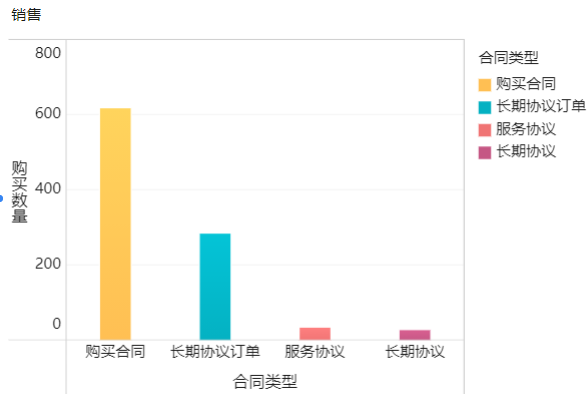 销售
800
600
400
200
0
购买数量
购买合同
长期协议订单
服务协议
长期协议
合同类型
合同类型
购买合同
长期协议订单
服务协议
长期协议